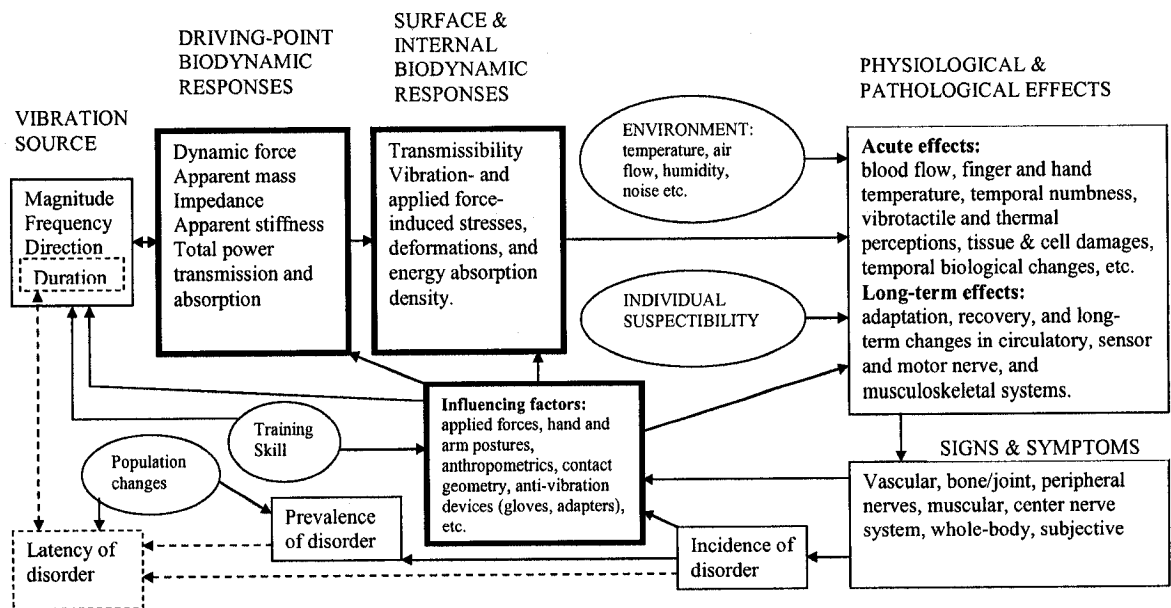 DRIVING-POINT
BIODYNAMIC
RESPONSES
SURFACE &
INTERNAL
BIODYNAMIC
RESPONSES
PHYSIOLOGICAL &
PATHOLOGICAL EFFECTS
VIBRATION
SOURCE
Magnitude
Frequency
Direction
Duration
Dynamic force
Apparent mass
Impedance
Apparent stiffness
Total power
transmission and
absorption
Transmissibility
Vibration- and
applied force-
induced stresses,
deformations, and
energy absorption
density.
ENVIRONMENT:
temperature, air
flow, humidity,
noise etc.
INDIVIDUAL
SUSPECTIBILITY
Acute effects:
blood flow, finger and hand
temperature, temporal numbness,
vibrotactile and thermal
perceptions, tissue & cell damages,
temporal biological changes, etc.
Long-term effects:
adaptation, recovery, and long-
term changes in circulatory, sensor
and motor nerve, and
musculoskeletal systems.
Influencing factors:
applied forces, hand and
arm postures,
anthropometrics, contact
geometry, anti-vibration
devices (gloves, adapters),
etc.
Training
Skill
Population
changes
SIGNS & SYMPTOMS
Vascular, bone/joint, peripheral
nerves, muscular, center nerve
system, whole-body, subjective
Prevalence
of disorder
Incidence of
disorder
Latency of
disorder